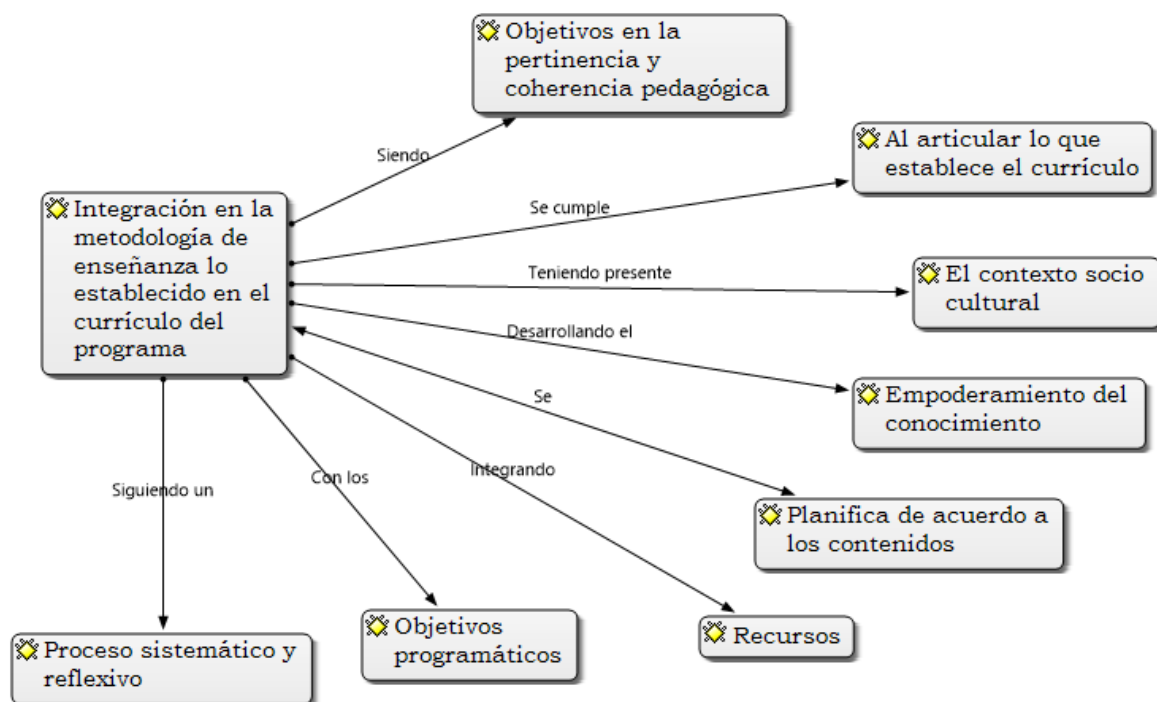 Objetivos en la
pertinencia y
coherencia pedagógica
Siendo
Al articular lo que
establece el currículo
Se cumple
Integración en la
metodología de
enseñanza lo
establecido en el
currículo del
programa
Teniendo presente
El contexto socio
cultural
Desarrollando el
Empoderamiento del
conocimiento
Se
Planifica de acuerdo a
los contenidos
Integrando
Recursos
Con los
Objetivos
programáticos
Siguiendo un
Proceso sistemático y
reflexivo